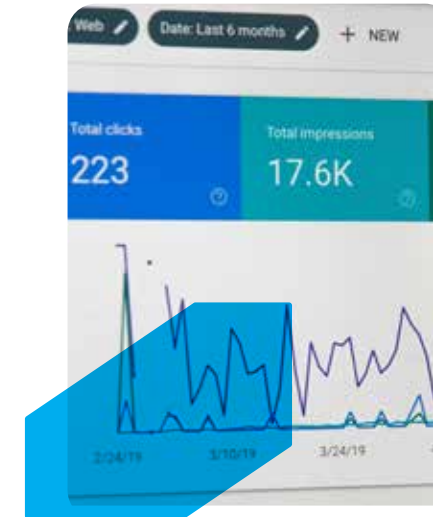 Web
Date: Last 6 months
+ NEW
Total clicks
Total impressions
223
17.6K
2/24/19
3/10/19
3/24/19